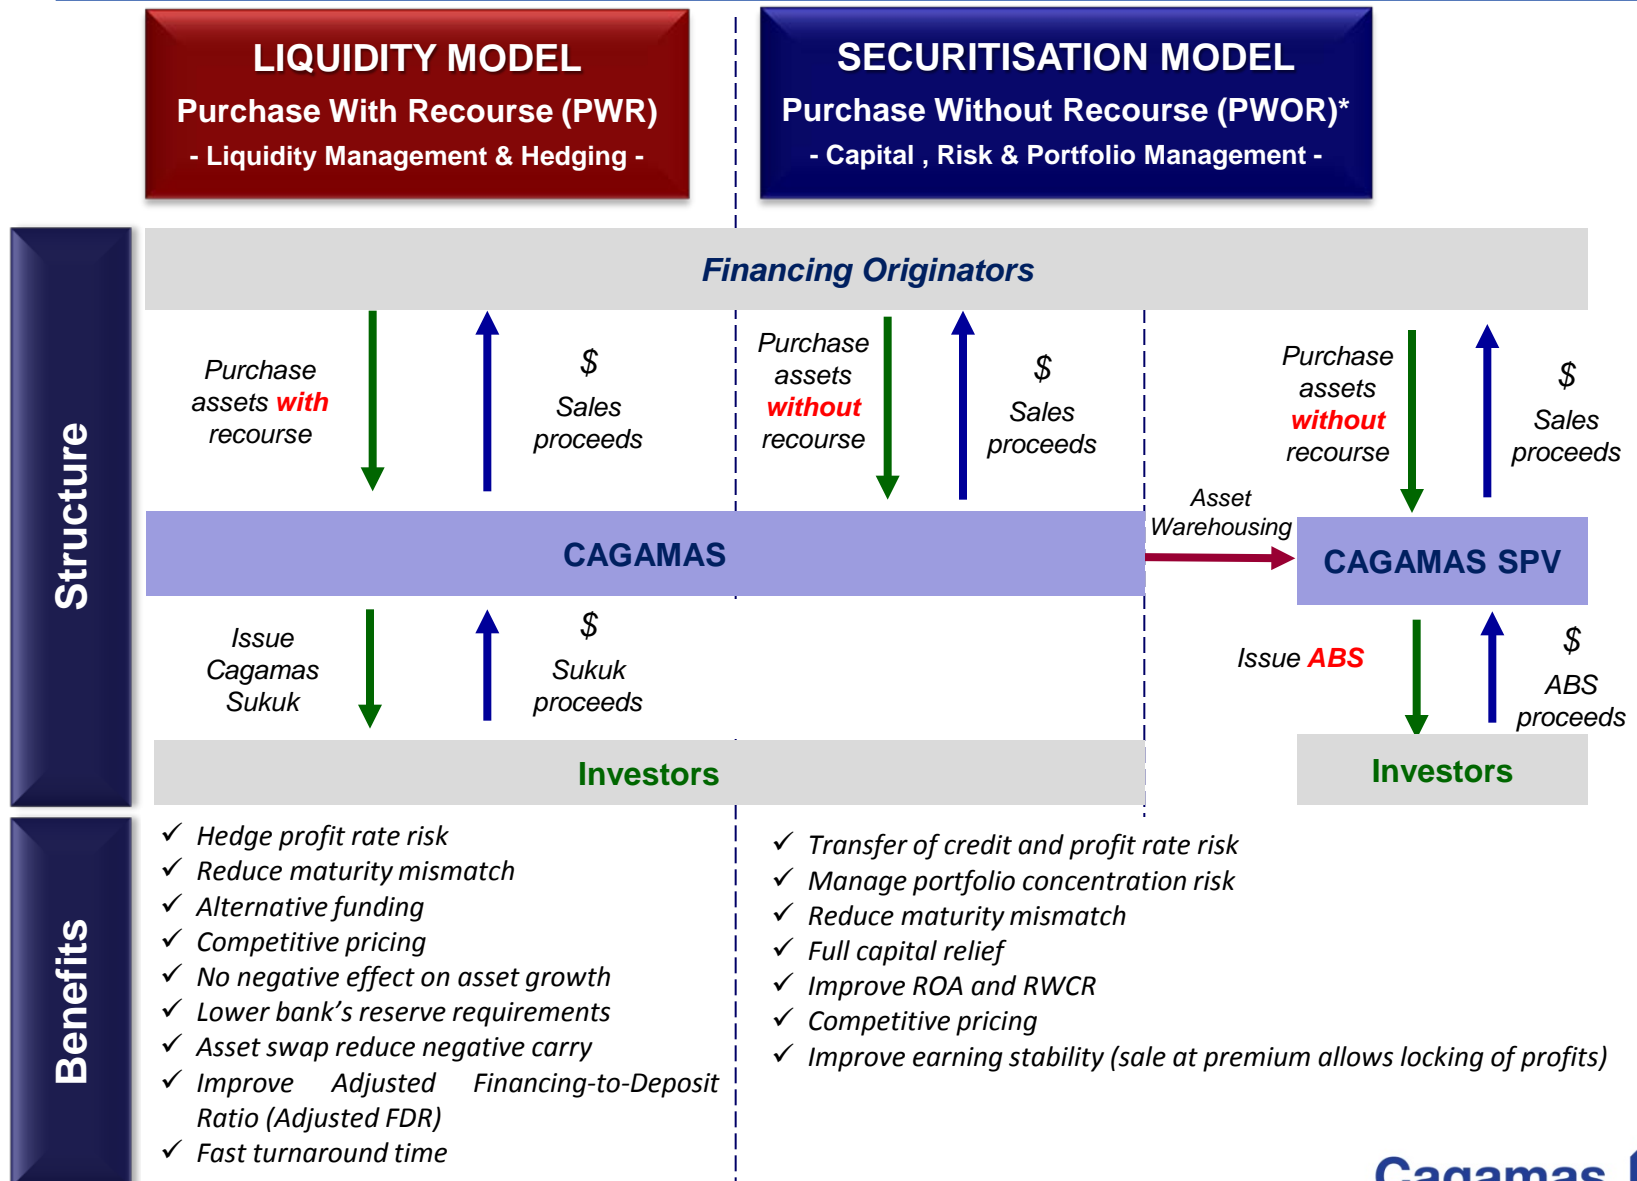 LIQUIDITY MODEL
Purchase With Recourse (PWR)
- Liquidity Management & Hedging -
SECURITISATION MODEL
Purchase Without Recourse (PWOR)*
- Capital , Risk & Portfolio Management -
Structure
Financing Originators
Purchase
assets with
recourse
$
Sales
proceeds
Purchase
assets
without
recourse
$
Sales
proceeds
Purchase
assets
without
recourse
$
Sales
proceeds
CAGAMAS
Asset
Warehousing
CAGAMAS SPV
Issue
Cagamas
Sukuk
$
Sukuk
proceeds
Issue ABS
$
ABS
proceeds
Investors
Investors
Benefits
✓ Hedge profit rate risk
✓ Reduce maturity mismatch
✓ Alternative funding
✓ Competitive pricing
✓ No negative effect on asset growth
✓ Lower bank's reserve requirements
✓ Asset swap reduce negative carry
✓ Improve Adjusted Financing-to-Deposit
Ratio (Adjusted FDR)
✓ Fast turnaround time
✓ Transfer of credit and profit rate risk
✓ Manage portfolio concentration risk
✓ Reduce maturity mismatch
✓ Full capital relief
✓ Improve ROA and RWCR
✓ Competitive pricing
✓ Improve earning stability (sale at premium allows locking of profits)
Cagamas